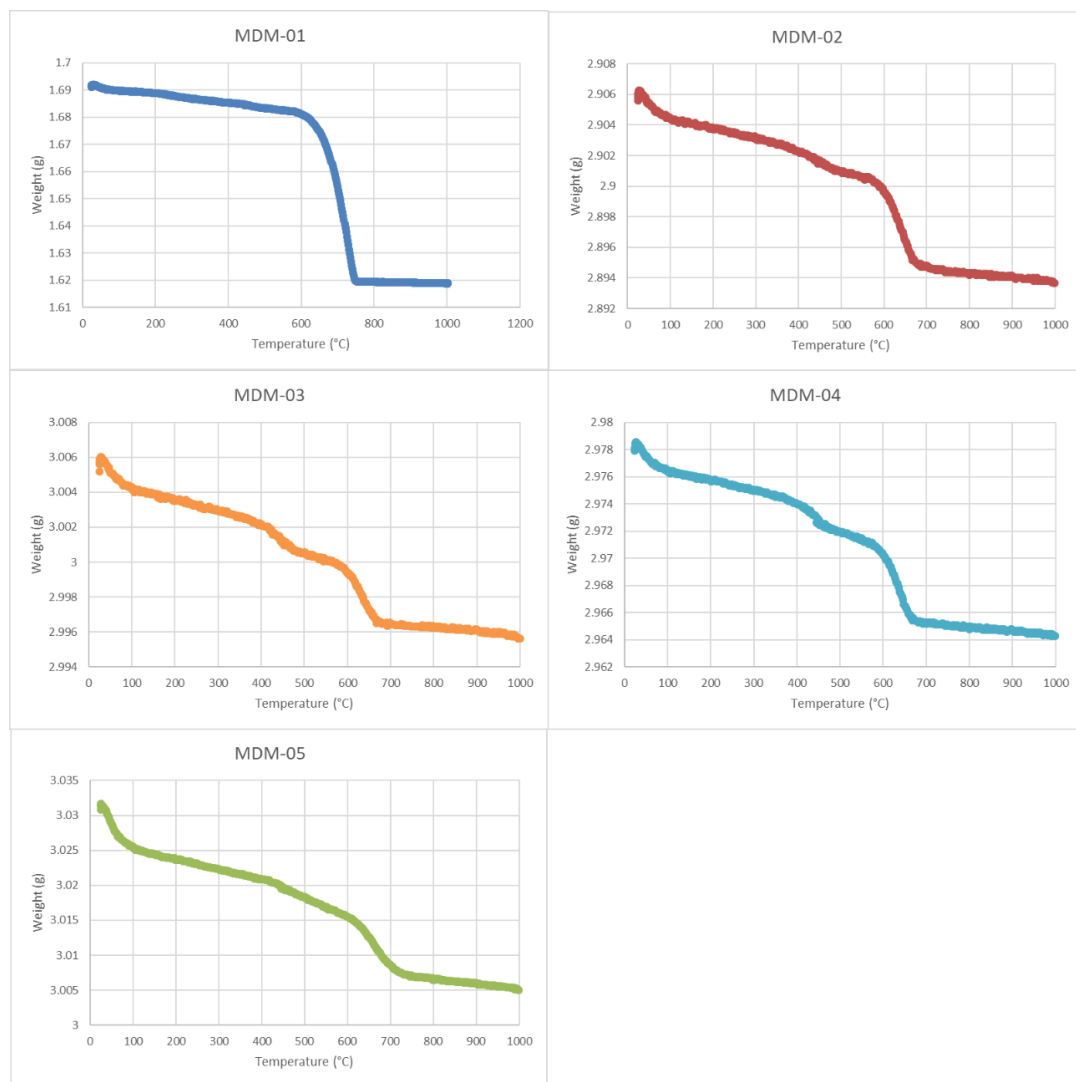 MDM-01
1.7
1.69
1.68
1.67
1.66
1.65
1.64
1.63
1.62
1.61
Weight (g)
0 200 400 600 800 1000 1200
Temperature (°C)
MDM-02
2.908
2.906
2.904
2.902
2.9
2.898
2.896
2.894
2.892
Weight (g)
0 100 200 300 400 500 600 700 800 900 1000
Temperature (°C)
MDM-03
3.008
3.006
3.004
3.002
3
2.998
2.996
2.994
Weight (g)
0 100 200 300 400 500 600 700 800 900 1000
Temperature (°C)
MDM-04
2.98
2.978
2.976
2.974
2.972
2.97
2.968
2.966
2.964
2.962
Weight (g)
0 100 200 300 400 500 600 700 800 900 1000
Temperature (°C)
MDM-05
3.035
3.03
3.025
3.02
3.015
3.01
3.005
3
Weight (g)
0 100 200 300 400 500 600 700 800 900 1000
Temperature (°C)